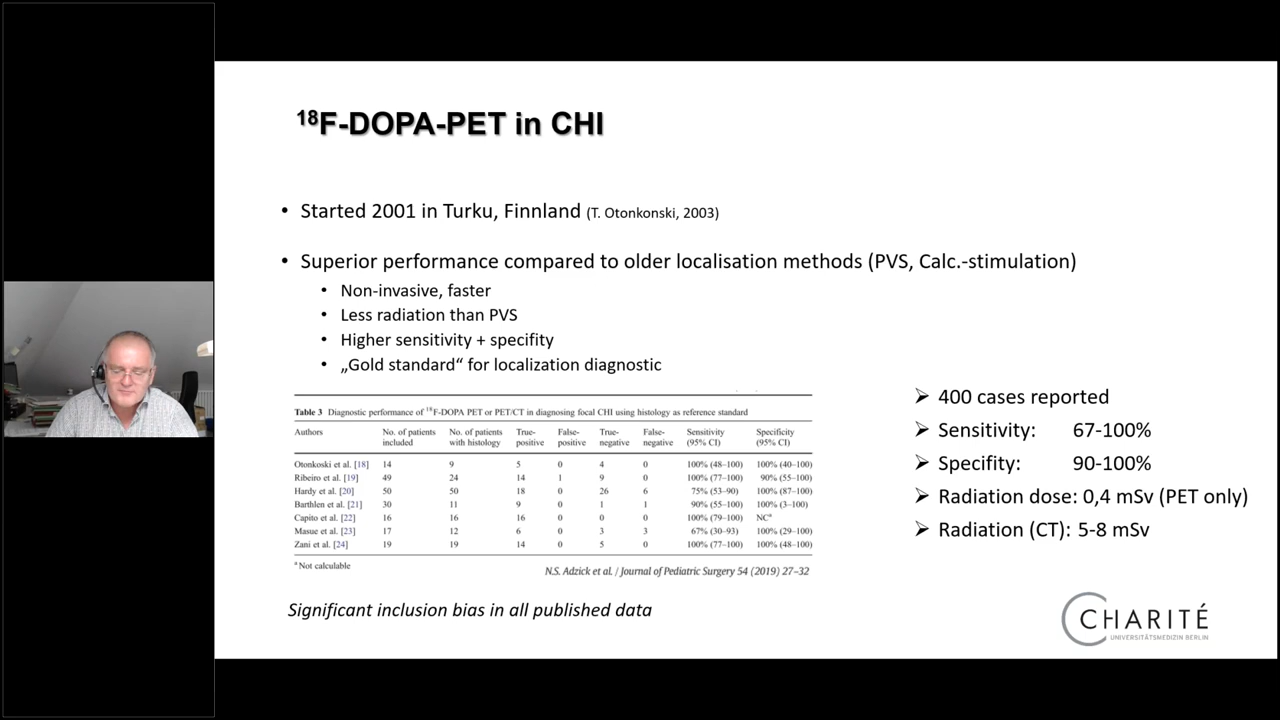 ¹⁸F-DOPA-PET in CHI
• Started 2001 in Turku, Finnland (T. Otonkonski, 2003)
• Superior performance compared to older localisation methods (PVS, Calc.-stimulation)
• Non-invasive, faster
• Less radiation than PVS
• Higher sensitivity + specifity
• „Gold standard“ for localization diagnostic
Table 3 Diagnostic performance of ¹⁸F-DOPA PET or PET/CT in diagnosing focal CHI using histology as reference standard
Authors No. of patients included No. of patients with histology True-positive False-positive True-negative False-negative Sensitivity (95% CI) Specificity (95% CI)
Otonkoski et al. [18] 14 9 5 0 4 0 100% (48–100) 100% (40–100)
Ribeiro et al. [19] 49 24 14 1 9 0 100% (77–100) 90% (55–100)
Hardy et al. [20] 50 50 18 0 26 6 75% (53–90) 100% (87–100)
Barthlen et al. [21] 30 11 9 0 1 1 90% (55–100) 100% (3–100)
Capito et al. [22] 16 16 16 0 0 0 100% (79–100) NCᵃ
Masue et al. [23] 17 12 6 0 3 3 67% (30–93) 100% (29–100)
Zani et al. [24] 19 19 14 0 5 0 100% (77–100) 100% (48–100)
ᵃ Not calculable
N.S. Adzick et al. / Journal of Pediatric Surgery 54 (2019) 27–32
Significant inclusion bias in all published data
➢ 400 cases reported
➢ Sensitivity: 67-100%
➢ Specifity: 90-100%
➢ Radiation dose: 0,4 mSv (PET only)
➢ Radiation (CT): 5-8 mSv
CHARITÉ
UNIVERSITÄTSMEDIZIN BERLIN